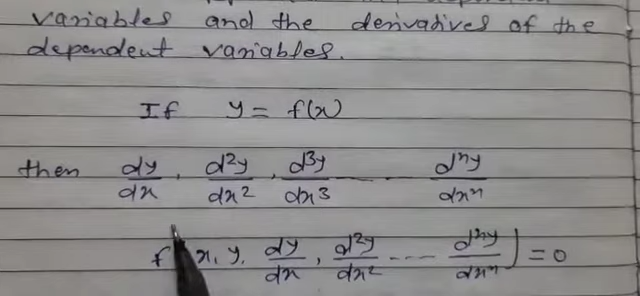 variables and the derivatives of the
dependent variables.
If y = f(x)
then dy/dx, d²y/dx², d³y/dx³ - - - dⁿy/dxⁿ
f x, y, dy/dx, d²y/dx² ---- dⁿy/dxⁿ) = 0